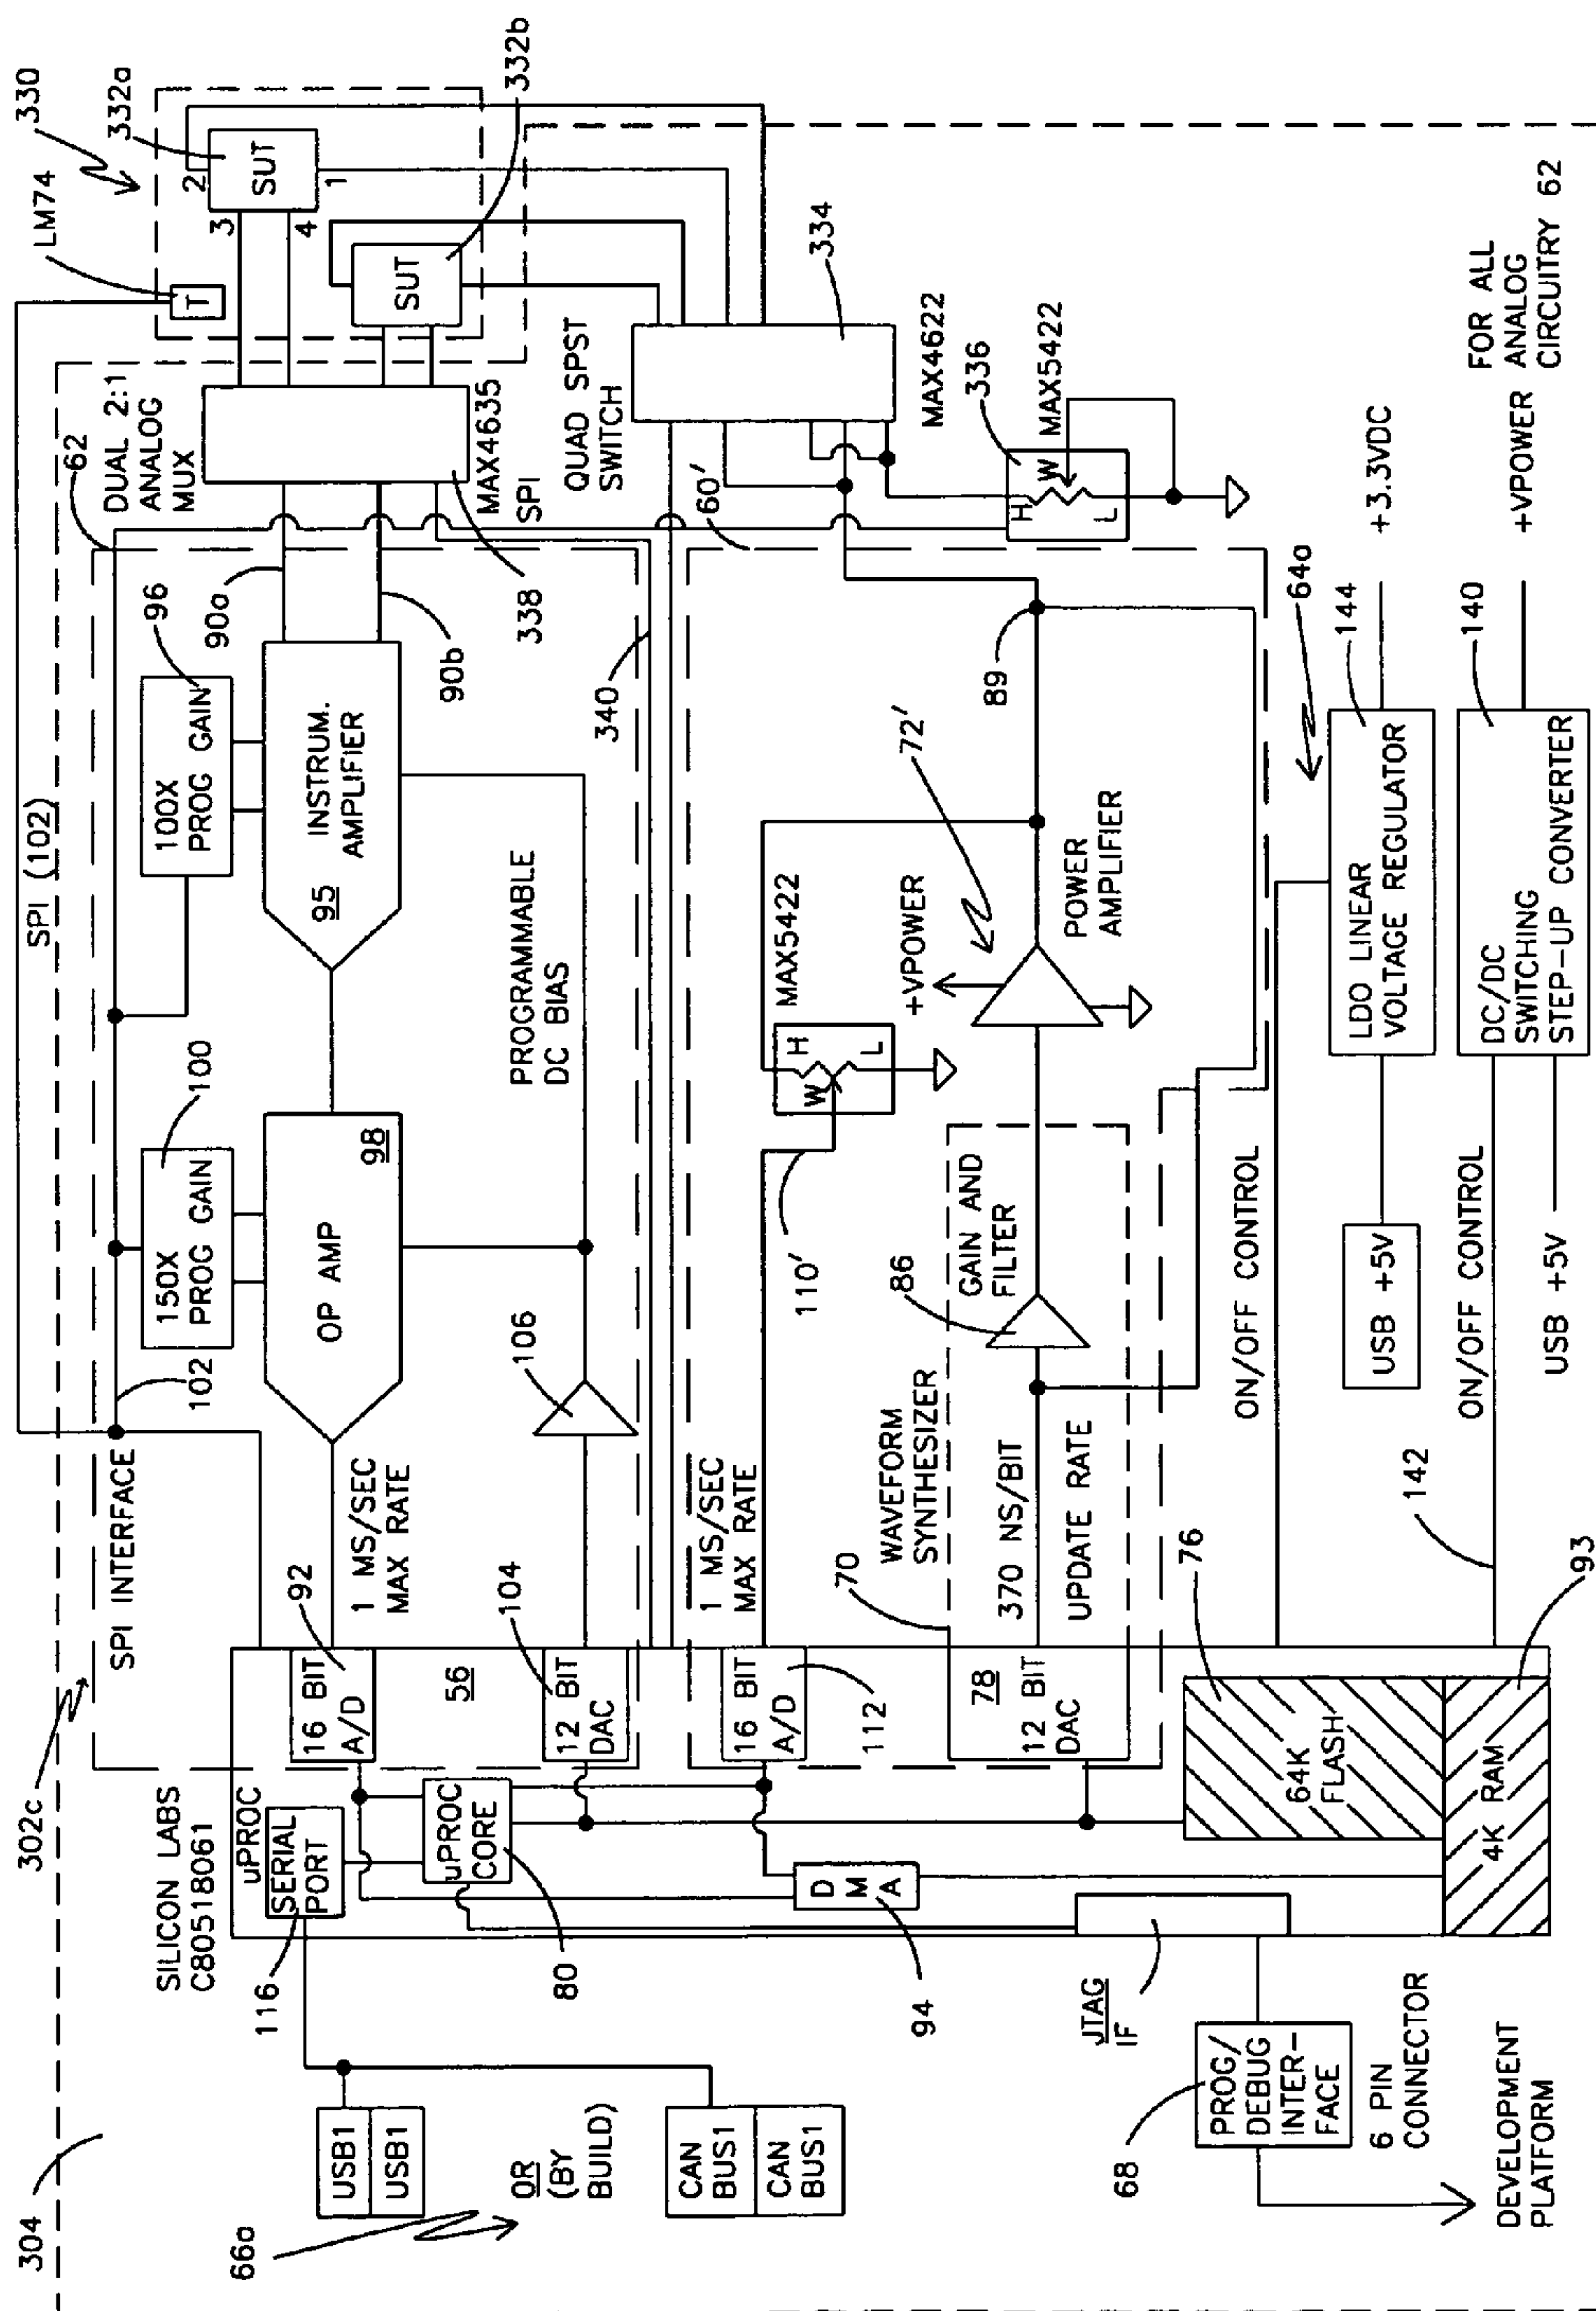 304
302c
SPI (102)
LM74
330
332a
332b
66a
USB1
USB1
OR
(BY
BUILD)
CAN
BUS1
CAN
BUS1
68
PROG/
DEBUG
INTER-
FACE
6 PIN
CONNECTOR
DEVELOPMENT
PLATFORM
SILICON LABS
C80518061
116
uPROC
SERIAL
PORT
uPROC
CORE
80
D
M
A
94
JTAG
IF
64K
FLASH
76
4K RAM
93
56
16 BIT
A/D
92
12 BIT
DAC
104
16 BIT
A/D
112
78
12 BIT
DAC
70
SPI INTERFACE
102
1 MS/SEC
MAX RATE
106
1 MS/SEC
MAX RATE
WAVEFORM
SYNTHESIZER
370 NS/BIT
UPDATE RATE
86
GAIN AND
FILTER
150X
PROG GAIN
100
OP AMP
98
PROGRAMMABLE
DC BIAS
100X
PROG GAIN
96
95
INSTRUM.
AMPLIFIER
90a
90b
62
DUAL 2:1
ANALOG
MUX
MAX4635
SPI
338
340
T
2
SUT
1
3
4
SUT
QUAD SPST
SWITCH
334
MAX4622
60'
336
MAX5422
H
W
L
110'
MAX5422
H
W
L
+VPOWER
72'
POWER
AMPLIFIER
89
ON/OFF CONTROL
USB +5V
LDO LINEAR
VOLTAGE REGULATOR
144
64a
+3.3VDC
142
ON/OFF CONTROL
USB +5V
DC/DC
SWITCHING
STEP-UP CONVERTER
140
+VPOWER
FOR ALL
ANALOG
CIRCUITRY 62